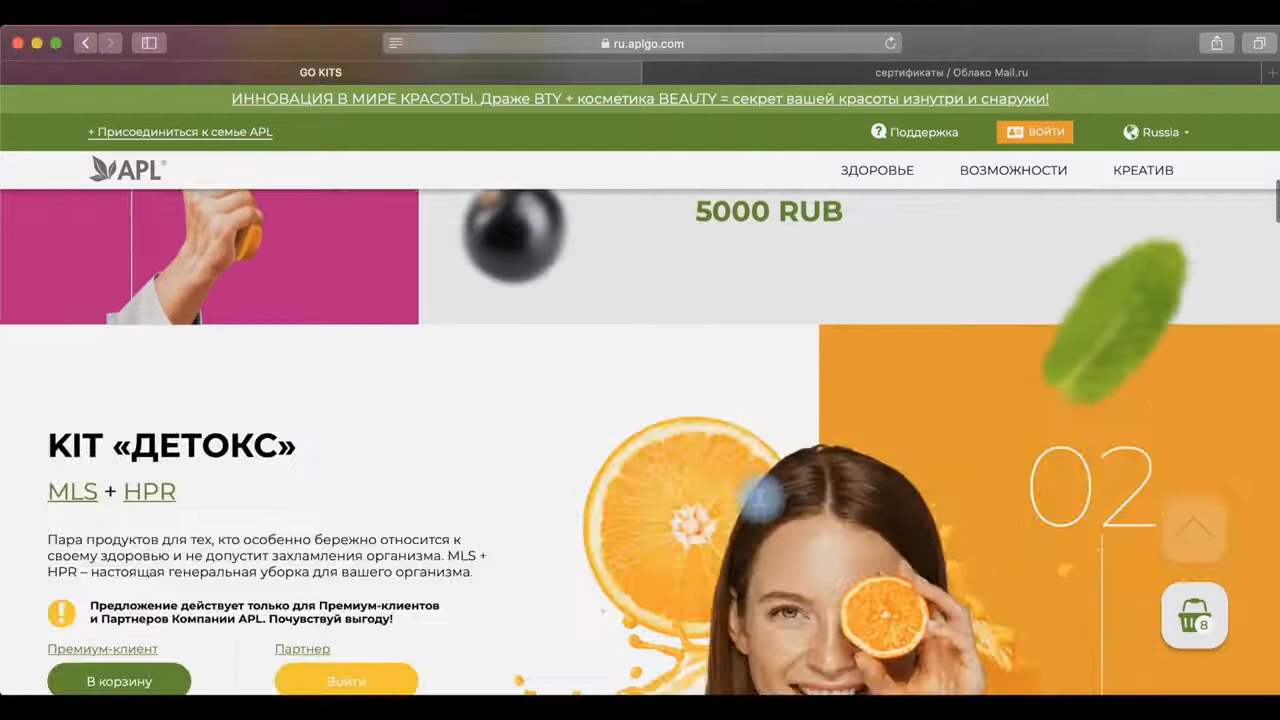 ru.aplgo.com
GO KITS
сертификаты / Облако Mail.ru
ИННОВАЦИЯ В МИРЕ КРАСОТЫ. Драже BTY + косметика BEAUTY = секрет вашей красоты изнутри и снаружи!
+ Присоединиться к семье APL
Поддержка
ВОЙТИ
Russia
APL®
ЗДОРОВЬЕ
ВОЗМОЖНОСТИ
КРЕАТИВ
5000 RUB
02
KIT «ДЕТОКС»
MLS + HPR
Пара продуктов для тех, кто особенно бережно относится к
своему здоровью и не допустит захламления организма. MLS +
HPR – настоящая генеральная уборка для вашего организма.
Предложение действует только для Премиум-клиентов
и Партнеров Компании APL. Почувствуй выгоду!
8
Премиум-клиент
Партнер
В корзину
Войти